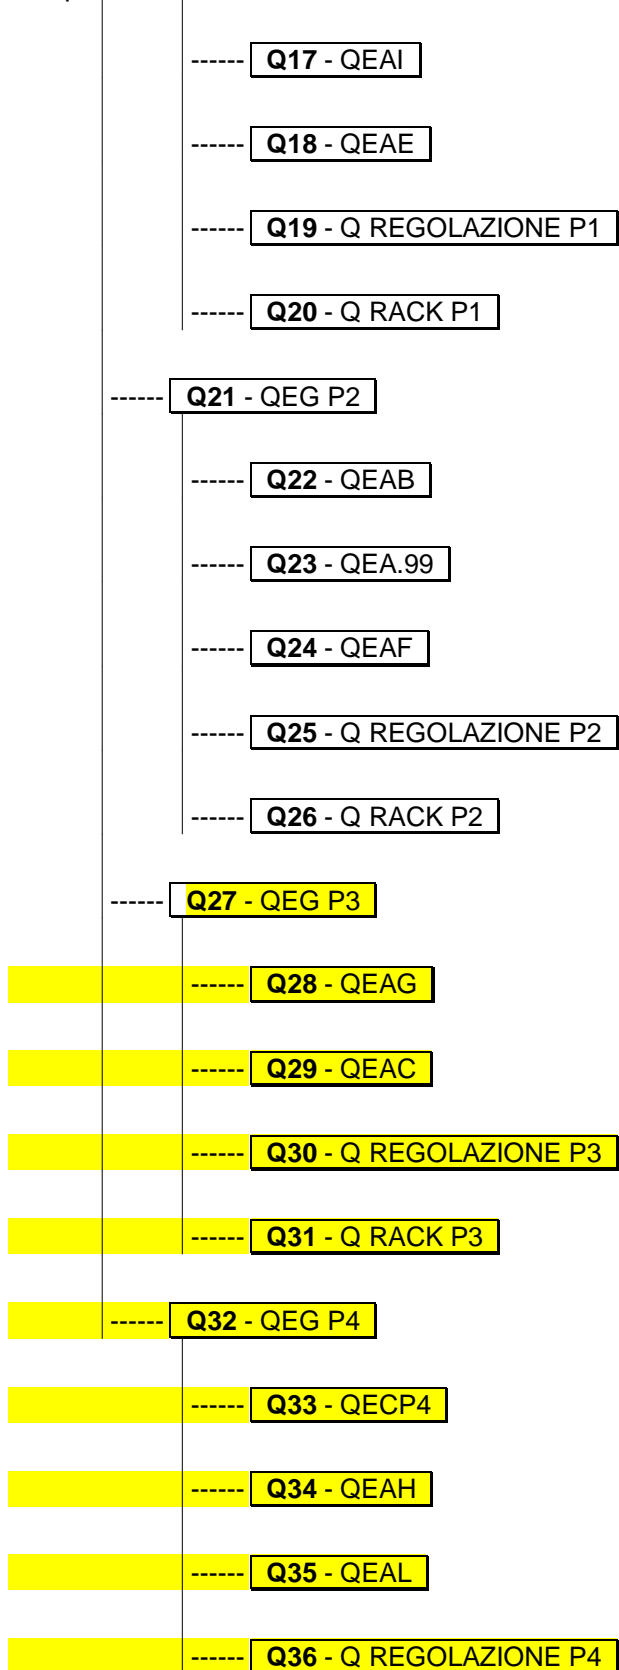 ------ Q17 - QEAI
------ Q18 - QEAE
------ Q19 - Q REGOLAZIONE P1
------ Q20 - Q RACK P1
------ Q21 - QEG P2
------ Q22 - QEAB
------ Q23 - QEA.99
------ Q24 - QEAF
------ Q25 - Q REGOLAZIONE P2
------ Q26 - Q RACK P2
------ Q27 - QEG P3
------ Q28 - QEAG
------ Q29 - QEAC
------ Q30 - Q REGOLAZIONE P3
------ Q31 - Q RACK P3
------ Q32 - QEG P4
------ Q33 - QECP4
------ Q34 - QEAH
------ Q35 - QEAL
------ Q36 - Q REGOLAZIONE P4